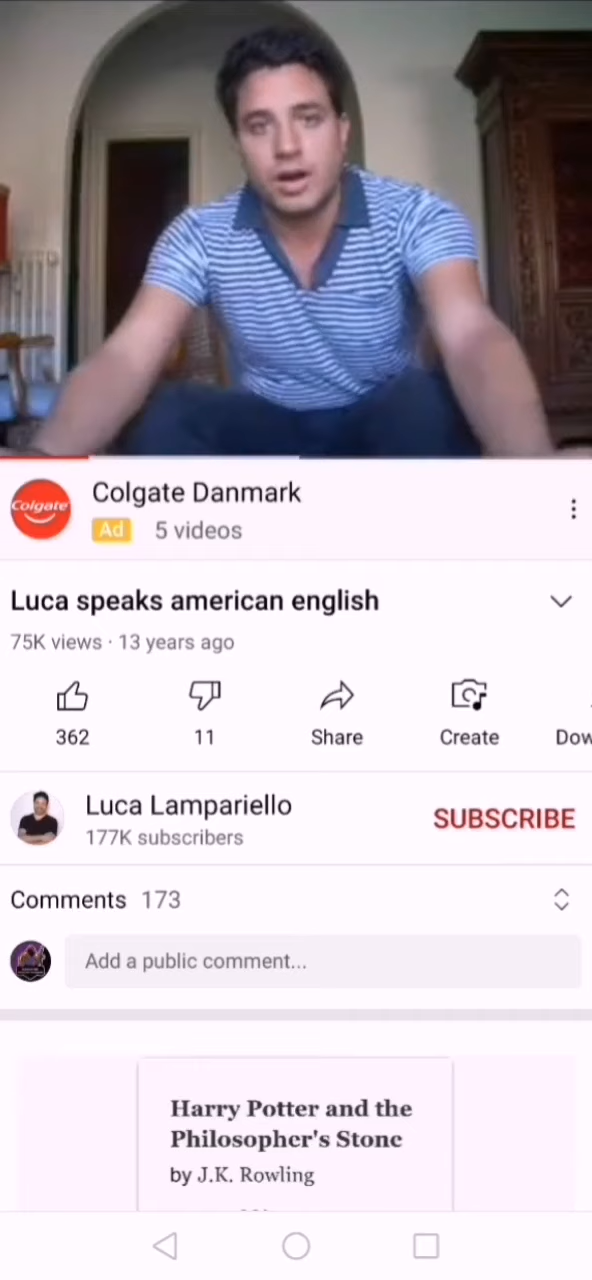 Colgate
Colgate Danmark
Ad 5 videos
Luca speaks american english
75K views · 13 years ago
362
11
Share
Create
Dow
Luca Lampariello
177K subscribers
SUBSCRIBE
Comments 173
Add a public comment...
Harry Potter and the
Philosopher's Stone
by J.K. Rowling